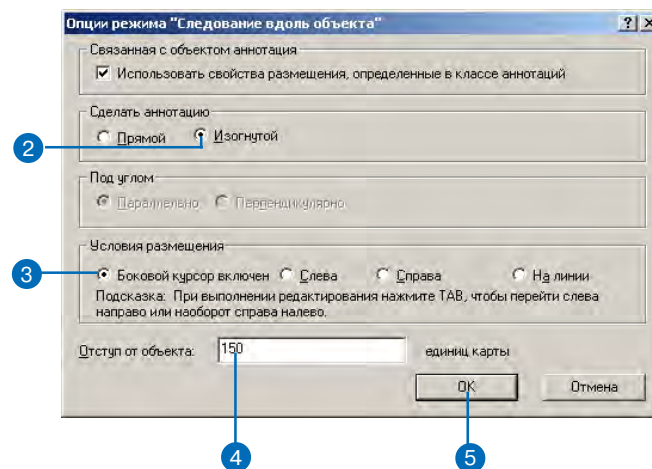 Опции режима "Следование вдоль объекта"
Связанная с объектом аннотация
Использовать свойства размещения, определенные в классе аннотаций
Сделать аннотацию
2 Прямой Изогнутой
Под углом
Параллельно Перпендикулярно
Условия размещения
3 Боковой курсор включен Слева Справа На линии
Подсказка: При выполнении редактирования нажмите TAB, чтобы перейти слева
направо или наоборот справа налево.
Отступ от объекта: 150 единиц карты
OK Отмена
4 5